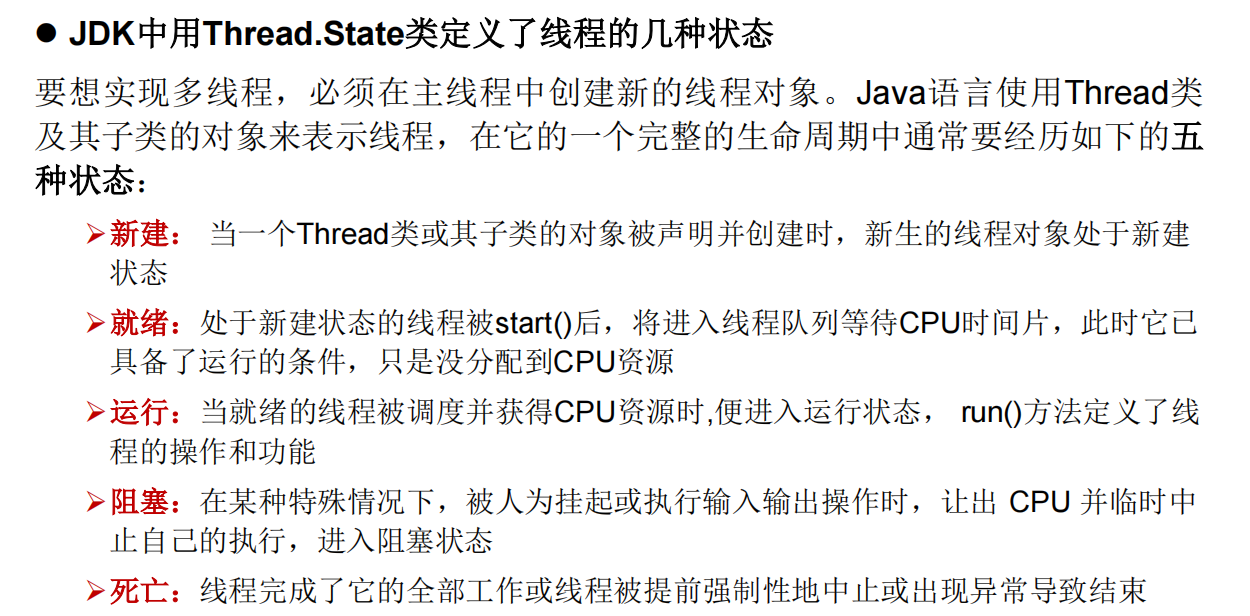 ● JDK中用Thread.State类定义了线程的几种状态
要想实现多线程，必须在主线程中创建新的线程对象。Java语言使用Thread类
及其子类的对象来表示线程，在它的一个完整的生命周期中通常要经历如下的五
种状态：
➢新建： 当一个Thread类或其子类的对象被声明并创建时，新生的线程对象处于新建
状态
➢就绪：处于新建状态的线程被start()后，将进入线程队列等待CPU时间片，此时它已
具备了运行的条件，只是没分配到CPU资源
➢运行：当就绪的线程被调度并获得CPU资源时,便进入运行状态， run()方法定义了线
程的操作和功能
➢阻塞：在某种特殊情况下，被人为挂起或执行输入输出操作时，让出 CPU 并临时中
止自己的执行，进入阻塞状态
➢死亡：线程完成了它的全部工作或线程被提前强制性地中止或出现异常导致结束